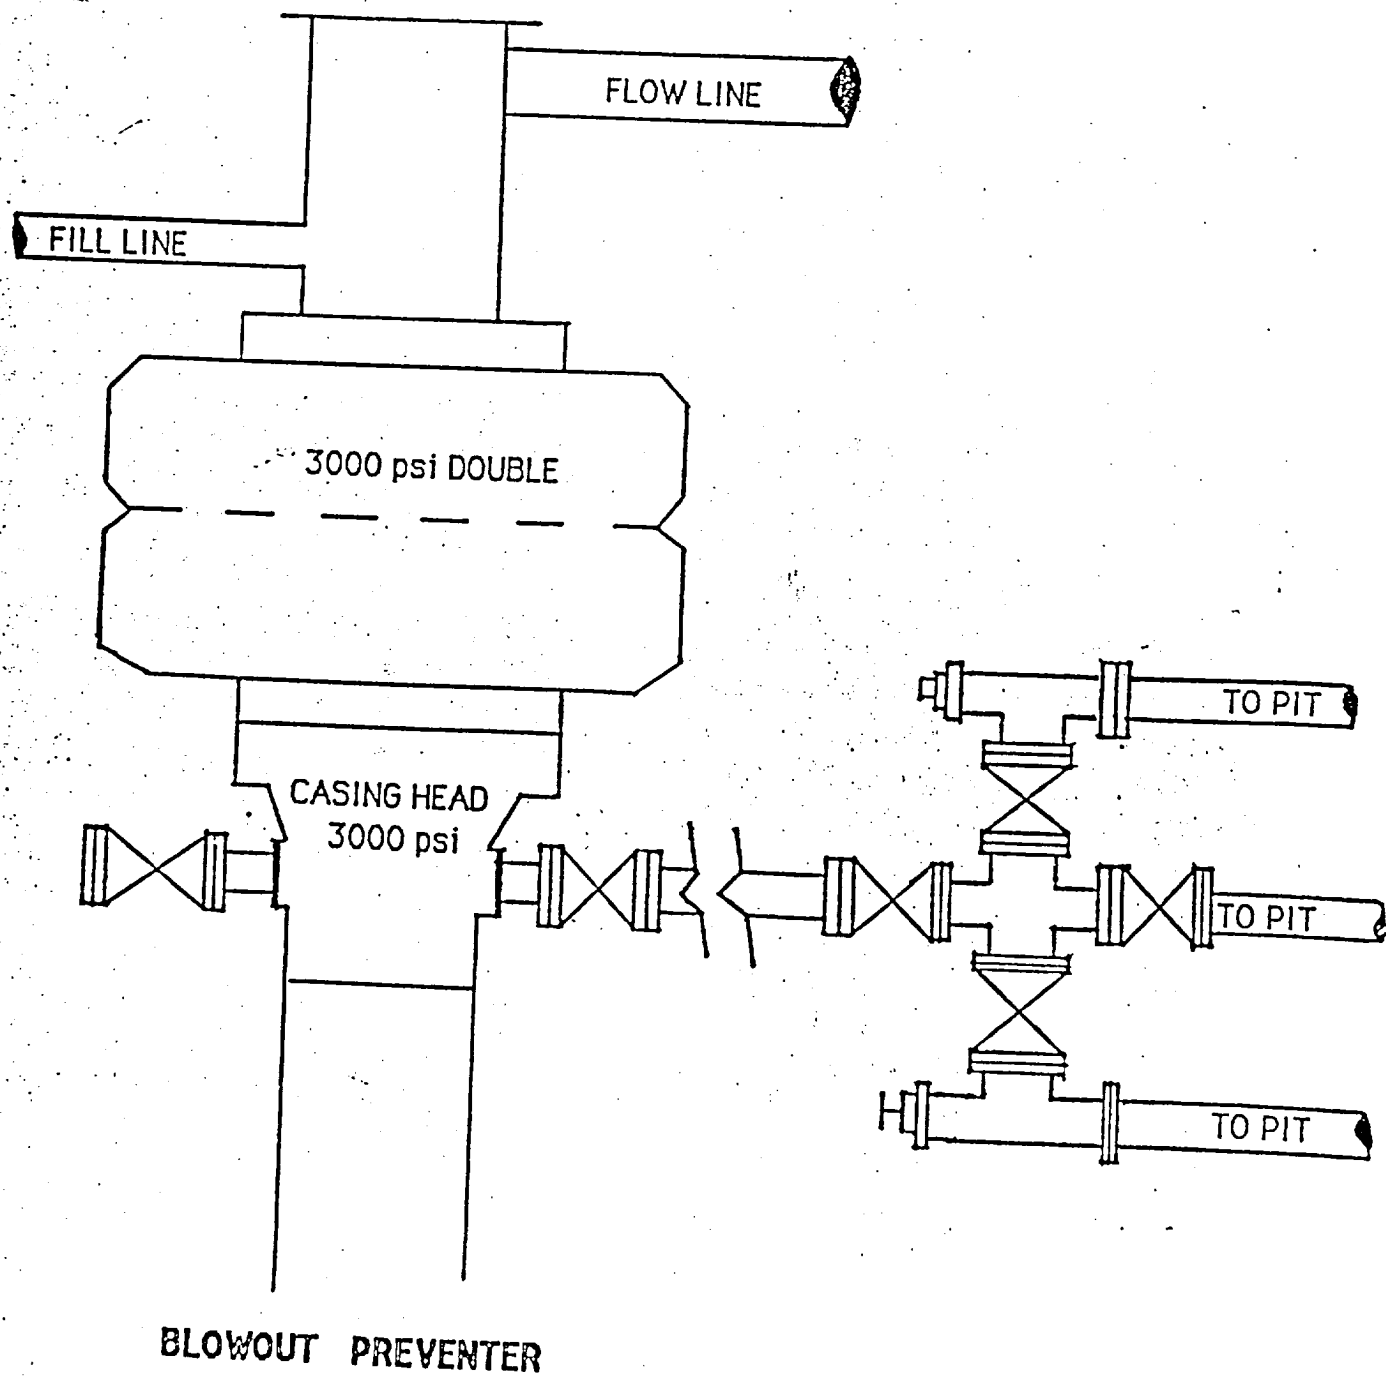 FLOW LINE
FILL LINE
3000 psi DOUBLE
TO PIT
CASING HEAD
3000 psi
TO PIT
TO PIT
BLOWOUT PREVENTER